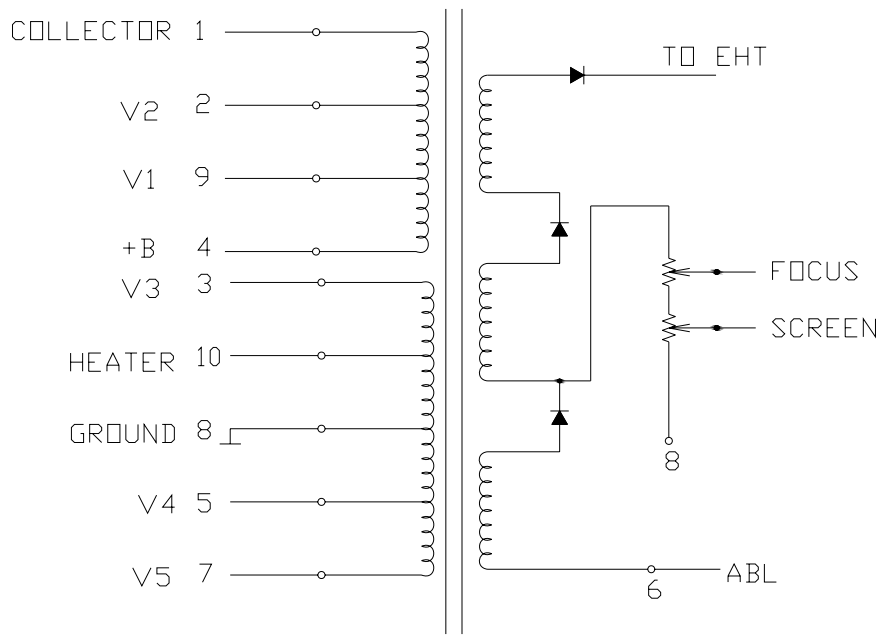 COLLECTOR 1
V2 2
V1 9
+B 4
V3 3
HEATER 10
GROUND 8
V4 5
V5 7
TO EHT
FOCUS
SCREEN
8
ABL
6